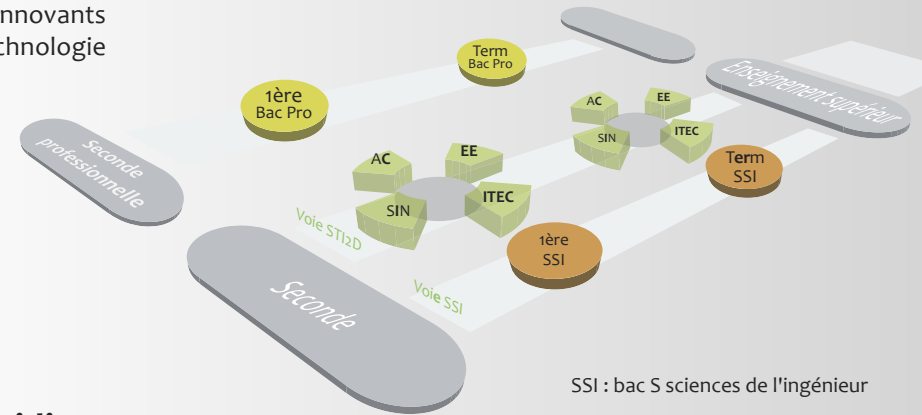 nnovants
chnologie
Term
Bac Pro
1ère
Bac Pro
Enseignement supérieur
Seconde
professionnelle
AC
EE
SIN
ITEC
Term
SSI
AC
EE
SIN
ITEC
Voie STI2D
1ère
SSI
Voie SSI
Seconde
SSI : bac S sciences de l'ingénieur